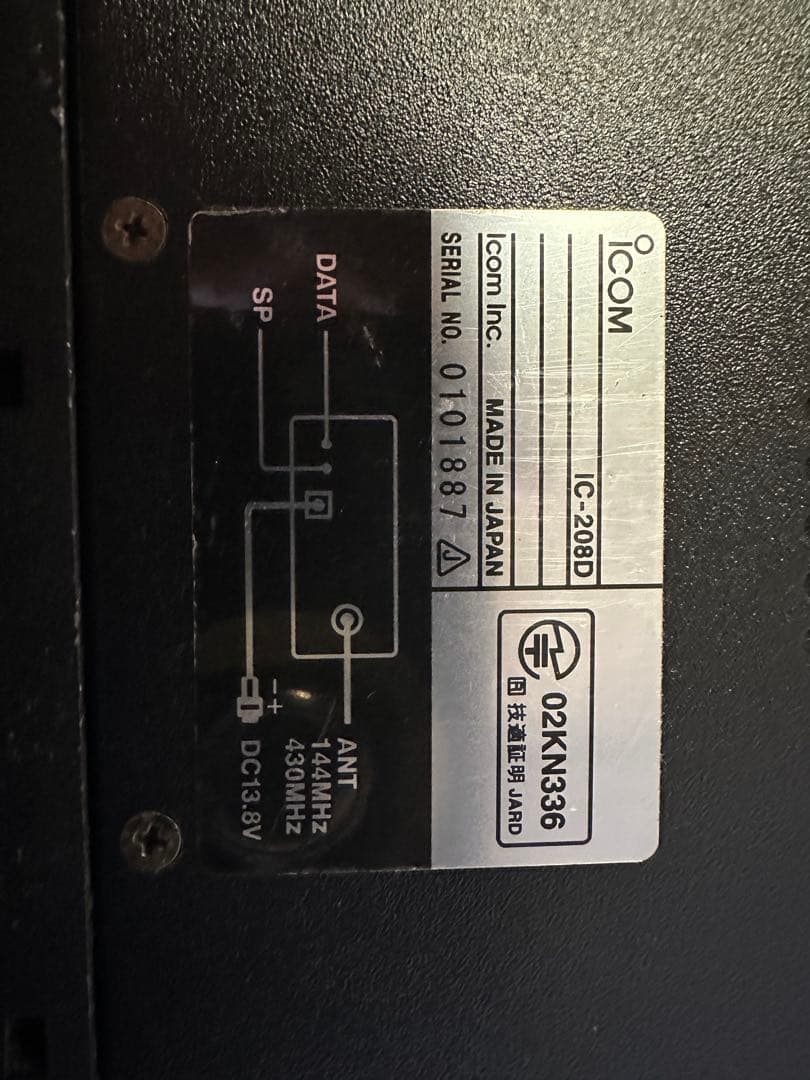 ICOM
IC-208D
Icom Inc. MADE IN JAPAN
SERIAL NO. 0101887 J
02KN336
技適証明 JARD
DATA
SP
ANT
144MHz
430MHz
- +
DC13.8V